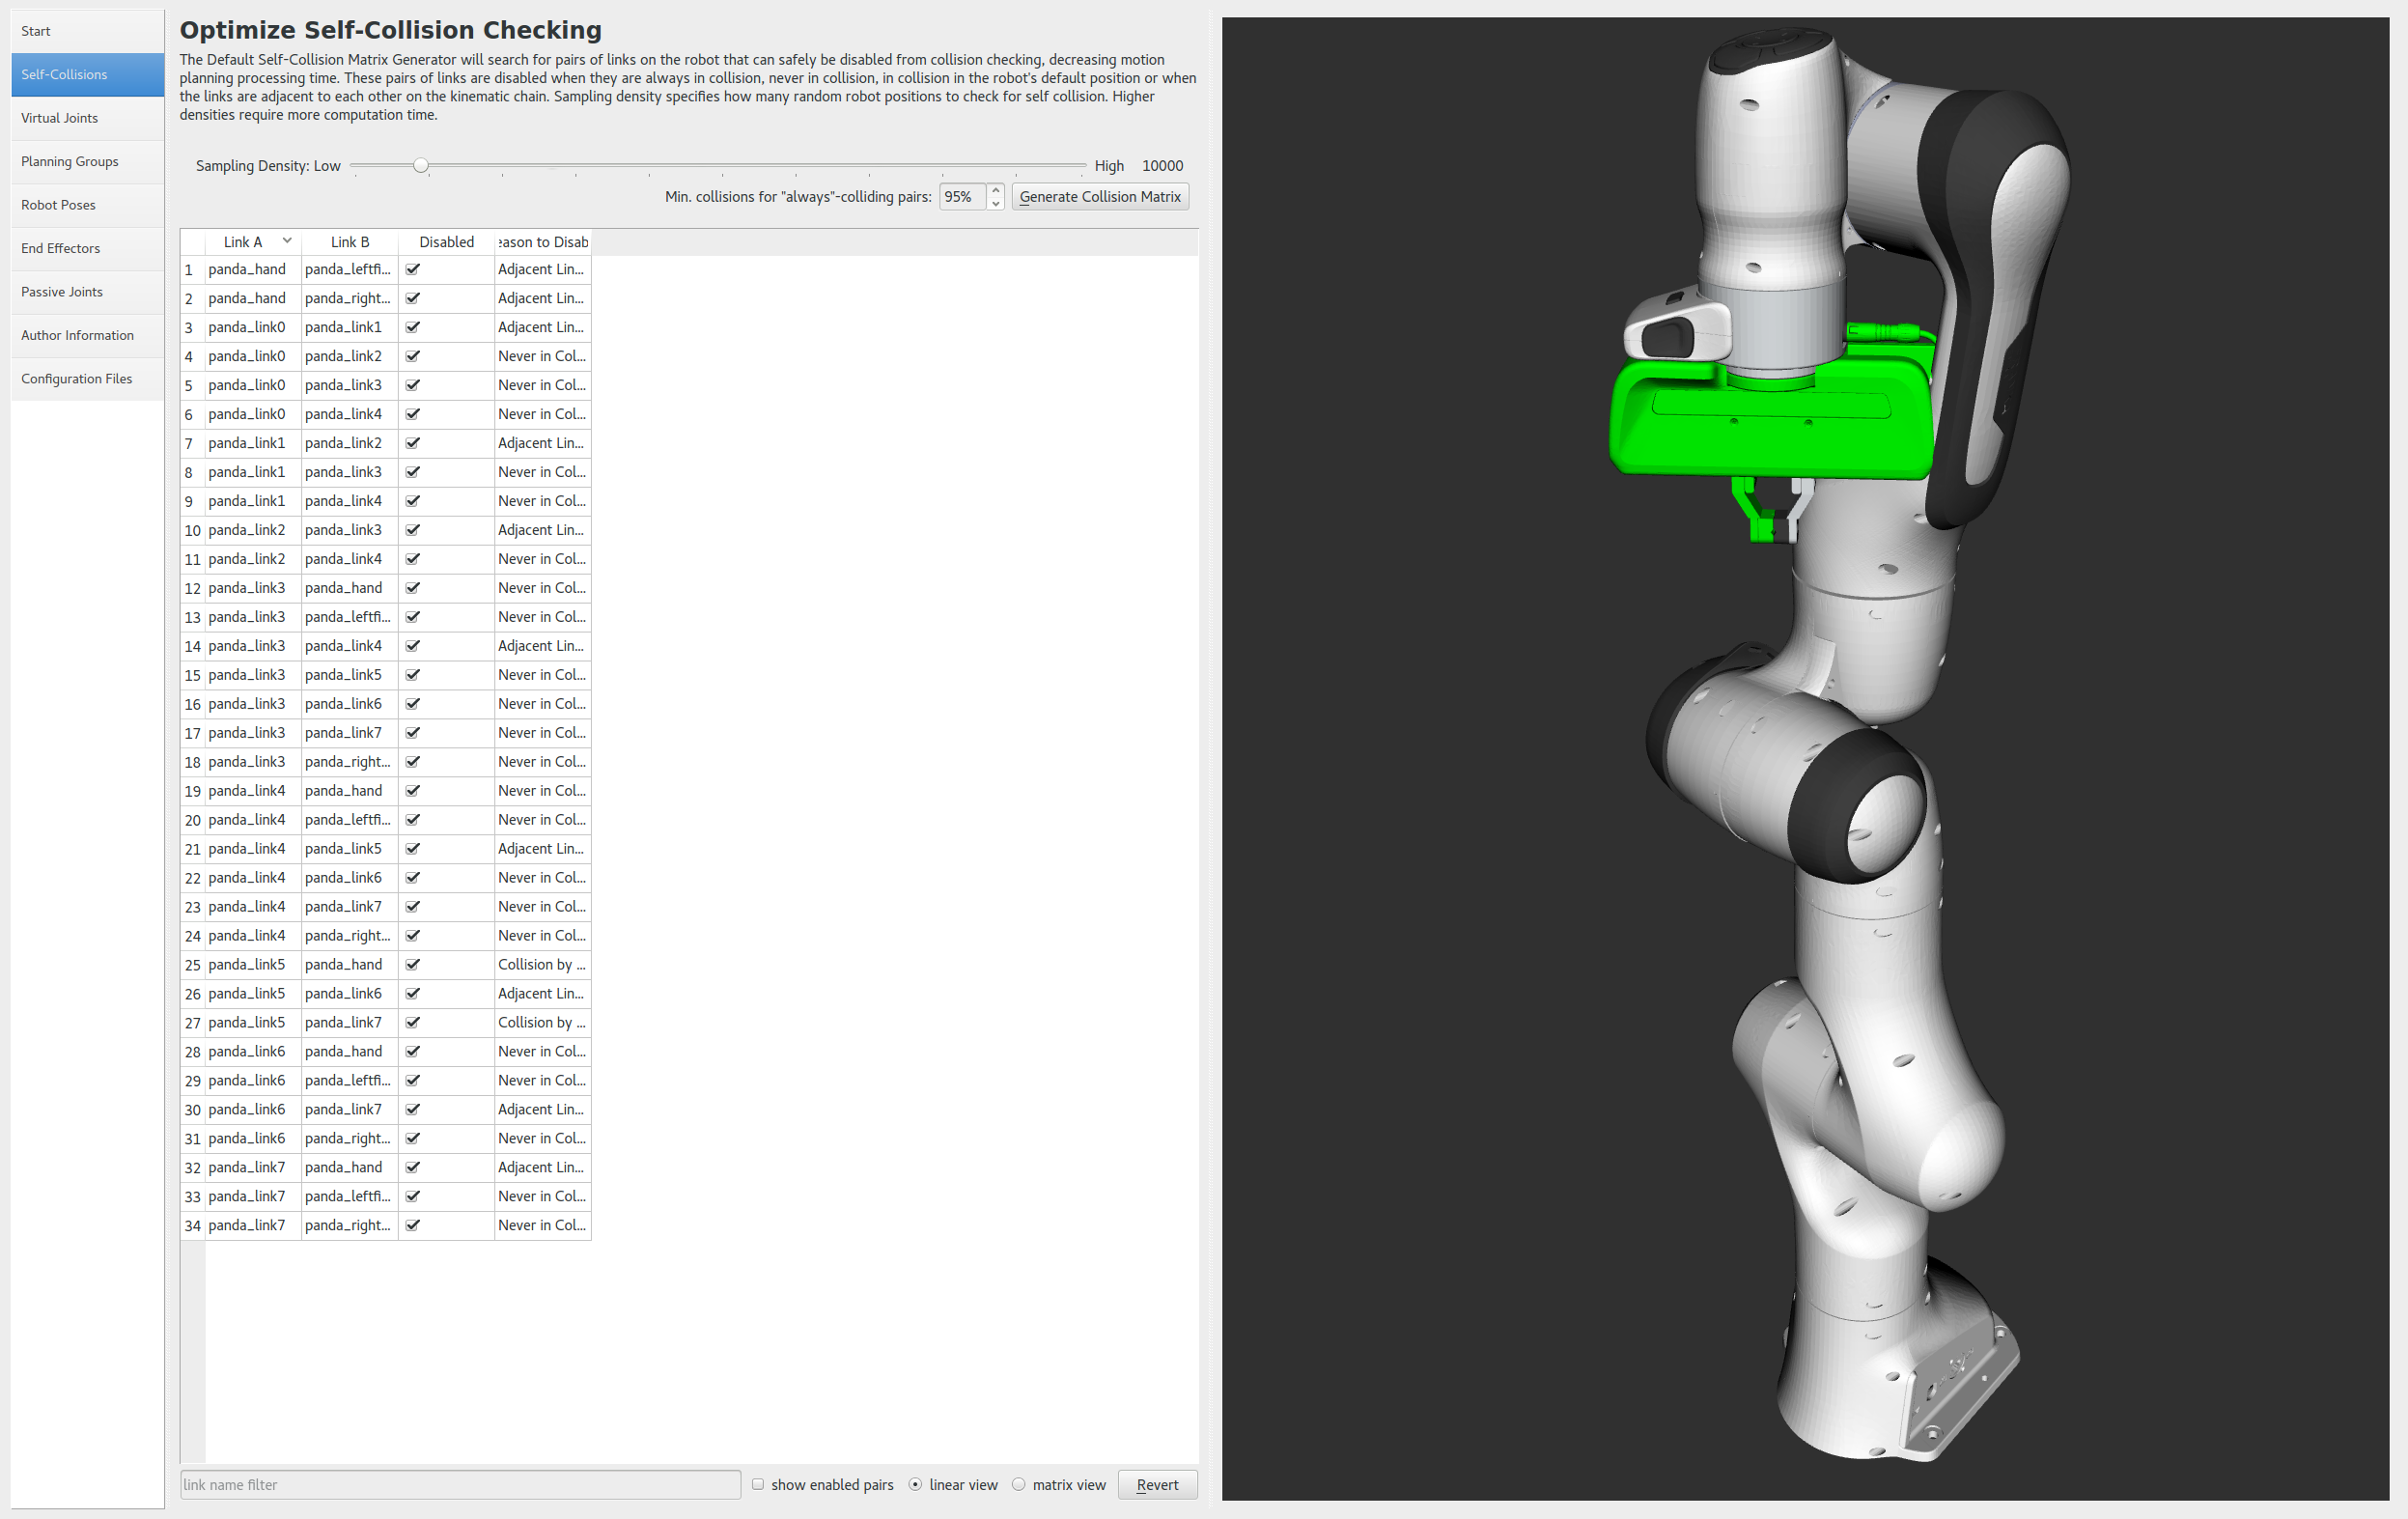 Start
Self-Collisions
Virtual Joints
Planning Groups
Robot Poses
End Effectors
Passive Joints
Author Information
Configuration Files
Optimize Self-Collision Checking
The Default Self-Collision Matrix Generator will search for pairs of links on the robot that can safely be disabled from collision checking, decreasing motion
planning processing time. These pairs of links are disabled when they are always in collision, never in collision, in collision in the robot's default position or when
the links are adjacent to each other on the kinematic chain. Sampling density specifies how many random robot positions to check for self collision. Higher
densities require more computation time.
Sampling Density: Low High 10000
Min. collisions for "always"-colliding pairs: 95% Generate Collision Matrix
Link A Link B Disabled eason to Disab
1 panda_hand panda_leftfi... Adjacent Lin...
2 panda_hand panda_right... Adjacent Lin...
3 panda_link0 panda_link1 Adjacent Lin...
4 panda_link0 panda_link2 Never in Col...
5 panda_link0 panda_link3 Never in Col...
6 panda_link0 panda_link4 Never in Col...
7 panda_link1 panda_link2 Adjacent Lin...
8 panda_link1 panda_link3 Never in Col...
9 panda_link1 panda_link4 Never in Col...
10 panda_link2 panda_link3 Adjacent Lin...
11 panda_link2 panda_link4 Never in Col...
12 panda_link3 panda_hand Never in Col...
13 panda_link3 panda_leftfi... Never in Col...
14 panda_link3 panda_link4 Adjacent Lin...
15 panda_link3 panda_link5 Never in Col...
16 panda_link3 panda_link6 Never in Col...
17 panda_link3 panda_link7 Never in Col...
18 panda_link3 panda_right... Never in Col...
19 panda_link4 panda_hand Never in Col...
20 panda_link4 panda_leftfi... Never in Col...
21 panda_link4 panda_link5 Adjacent Lin...
22 panda_link4 panda_link6 Never in Col...
23 panda_link4 panda_link7 Never in Col...
24 panda_link4 panda_right... Never in Col...
25 panda_link5 panda_hand Collision by ...
26 panda_link5 panda_link6 Adjacent Lin...
27 panda_link5 panda_link7 Collision by ...
28 panda_link6 panda_hand Never in Col...
29 panda_link6 panda_leftfi... Never in Col...
30 panda_link6 panda_link7 Adjacent Lin...
31 panda_link6 panda_right... Never in Col...
32 panda_link7 panda_hand Adjacent Lin...
33 panda_link7 panda_leftfi... Never in Col...
34 panda_link7 panda_right... Never in Col...
link name filter show enabled pairs linear view matrix view Revert